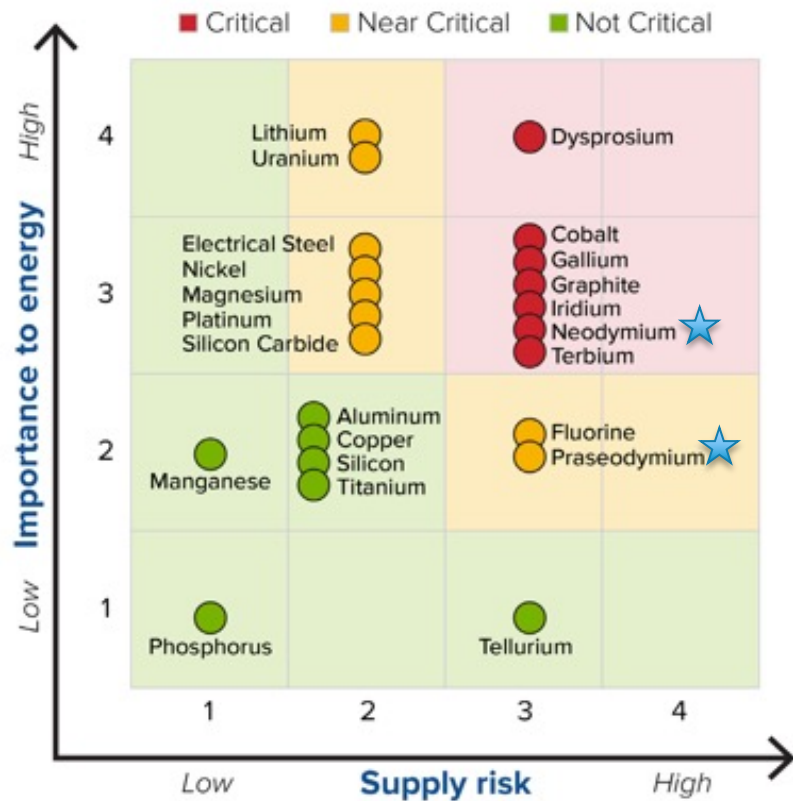 Critical
Near Critical
Not Critical
High
Importance to energy
Low
4
3
2
1
Lithium
Uranium
Dysprosium
Electrical Steel
Nickel
Magnesium
Platinum
Silicon Carbide
Cobalt
Gallium
Graphite
Iridium
Neodymium
Terbium
Manganese
Aluminum
Copper
Silicon
Titanium
Fluorine
Praseodymium
Phosphorus
Tellurium
1
2
3
4
Low
Supply risk
High